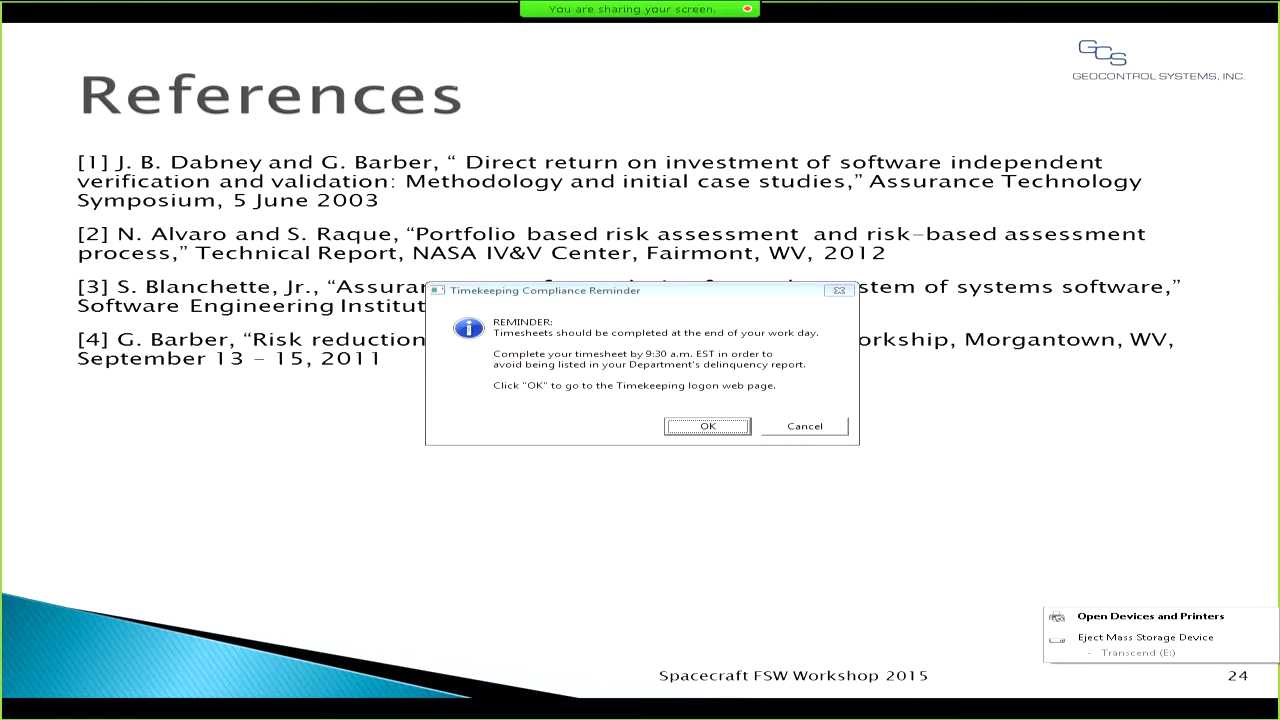 You are sharing your screen.
GCS
GEOCONTROL SYSTEMS, INC.
References
[1] J. B. Dabney and G. Barber, “ Direct return on investment of software independent
verification and validation: Methodology and initial case studies,” Assurance Technology
Symposium, 5 June 2003
[2] N. Alvaro and S. Raque, “Portfolio based risk assessment and risk-based assessment
process,” Technical Report, NASA IV&V Center, Fairmont, WV, 2012
[3] S. Blanchette, Jr., “Assuran system of systems software,”
Software Engineering Institut
[4] G. Barber, “Risk reduction orkship, Morgantown, WV,
September 13 – 15, 2011
Timekeeping Compliance Reminder
REMINDER:
Timesheets should be completed at the end of your work day.
Complete your timesheet by 9:30 a.m. EST in order to
avoid being listed in your Department's delinquency report.
Click "OK" to go to the Timekeeping logon web page.
OK Cancel
Open Devices and Printers
Eject Mass Storage Device
- Transcend (E:)
Spacecraft FSW Workshop 2015 24